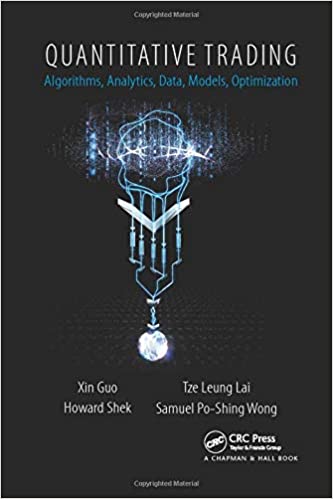 Copyrighted Material
QUANTITATIVE TRADING
Algorithms, Analytics, Data, Models, Optimization
Xin Guo
Tze Leung Lai
Howard Shek
Samuel Po-Shing Wong
CRC Press
Taylor & Francis Group
A CHAPMAN & HALL BOOK
Copyrighted Material